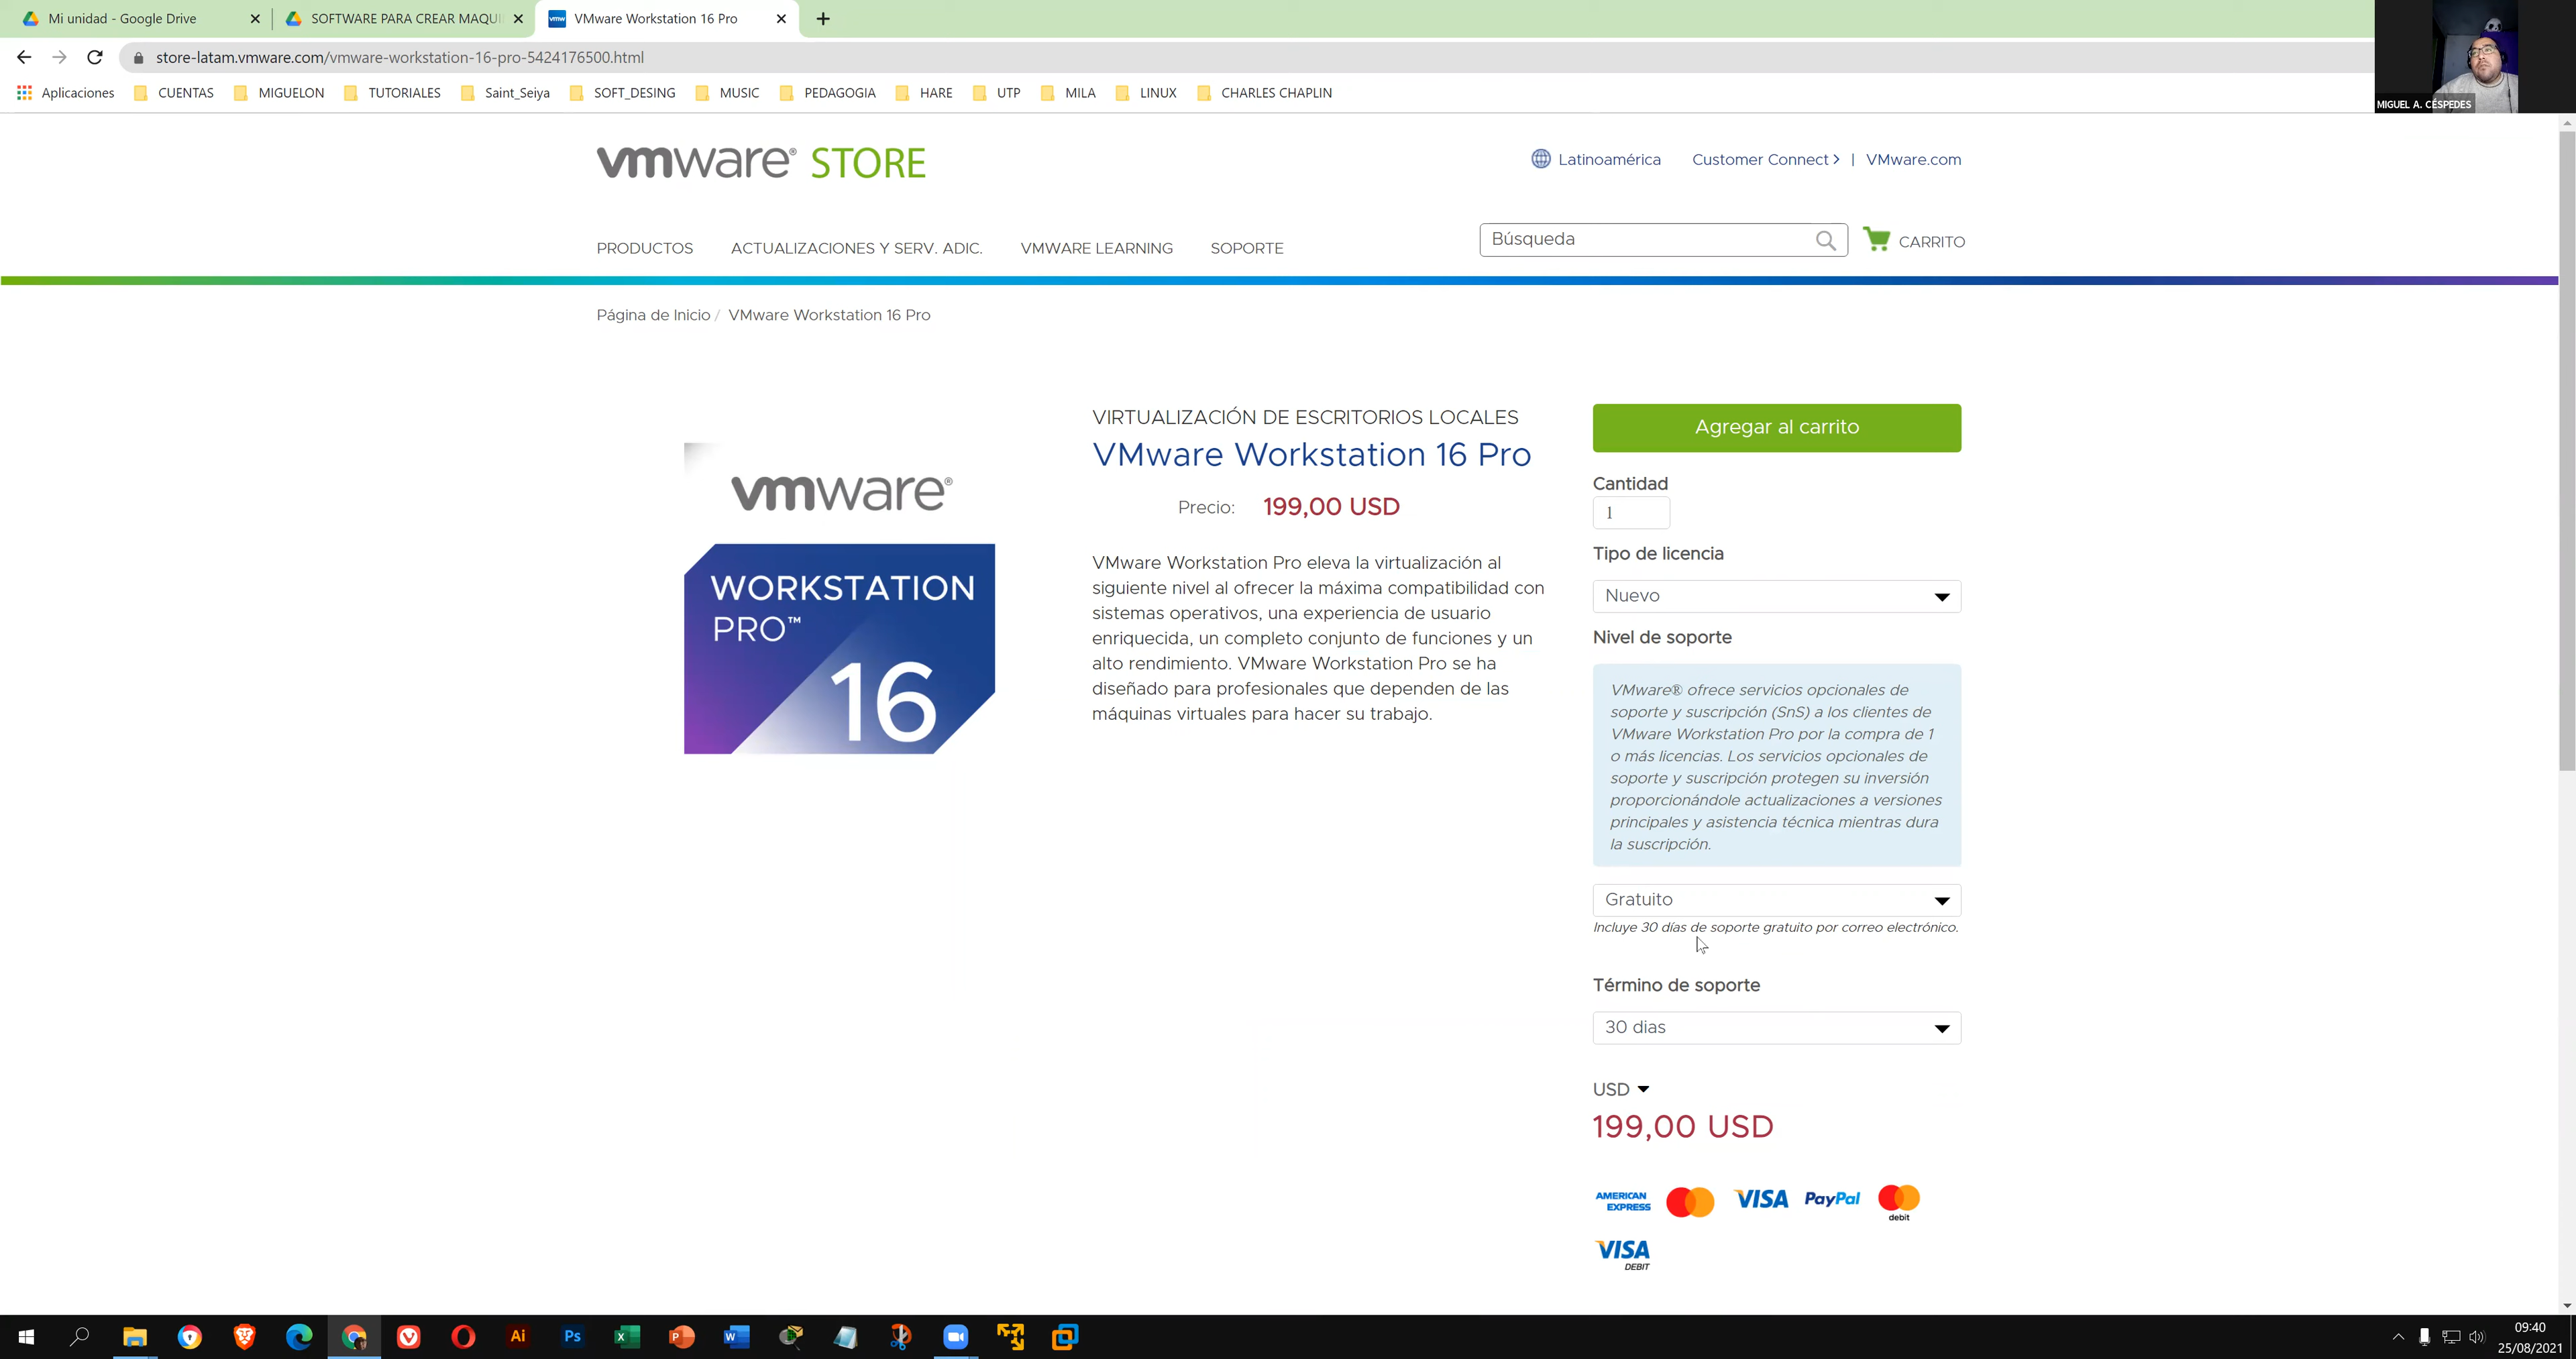 Mi unidad - Google Drive
SOFTWARE PARA CREAR MAQUI
VMware Workstation 16 Pro
store-latam.vmware.com/vmware-workstation-16-pro-5424176500.html
Aplicaciones CUENTAS MIGUELON TUTORIALES Saint_Seiya SOFT_DESING MUSIC PEDAGOGIA HARE UTP MILA LINUX CHARLES CHAPLIN
MIGUEL A. CÉSPEDES
vmware® STORE
Latinoamérica Customer Connect > | VMware.com
PRODUCTOS ACTUALIZACIONES Y SERV. ADIC. VMWARE LEARNING SOPORTE
Búsqueda
CARRITO
Página de Inicio / VMware Workstation 16 Pro
vmware®
WORKSTATION
PRO™
16
VIRTUALIZACIÓN DE ESCRITORIOS LOCALES
VMware Workstation 16 Pro
Precio: 199,00 USD
VMware Workstation Pro eleva la virtualización al
siguiente nivel al ofrecer la máxima compatibilidad con
sistemas operativos, una experiencia de usuario
enriquecida, un completo conjunto de funciones y un
alto rendimiento. VMware Workstation Pro se ha
diseñado para profesionales que dependen de las
máquinas virtuales para hacer su trabajo.
Agregar al carrito
Cantidad
1
Tipo de licencia
Nuevo
Nivel de soporte
VMware® ofrece servicios opcionales de
soporte y suscripción (SnS) a los clientes de
VMware Workstation Pro por la compra de 1
o más licencias. Los servicios opcionales de
soporte y suscripción protegen su inversión
proporcionándole actualizaciones a versiones
principales y asistencia técnica mientras dura
la suscripción.
Gratuito
Incluye 30 días de soporte gratuito por correo electrónico.
Término de soporte
30 dias
USD
199,00 USD
AMERICAN
EXPRESS
VISA
PayPal
debit
VISA
DEBIT
Ai
Ps
09:40
25/08/2021